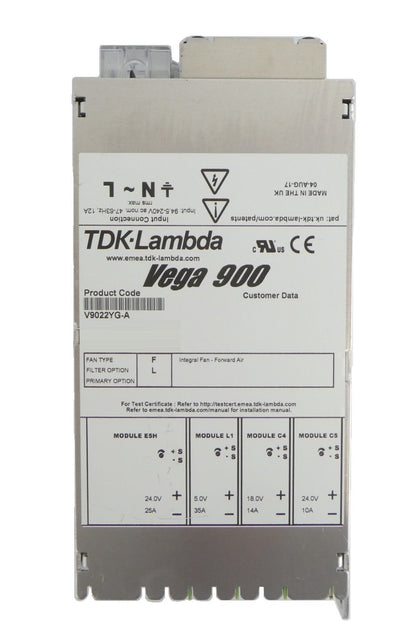 L ~ N ⏚
Input Connection
Input: 94.5-240V ac nom, 47-63Hz, 12A
rms max.
MADE IN THE UK
04-AUG-17
pat: uk.tdk-lambda.com/patents
TDK·Lambda
www.emea.tdk-lambda.com
c RU us CE
Vega 900
Product Code
Customer Data
V9022YG-A
FAN TYPE F Integral Fan - Forward Air
FILTER OPTION L
PRIMARY OPTION
For Test Certificate : Refer to http://testcert.emea.tdk-lambda.com
Refer to emea.tdk-lambda.com/manual for installation manual.
MODULE E5H MODULE L1 MODULE C4 MODULE C5
+ S + S + S + S
- S - S - S - S
24.0V + 5.0V + 18.0V + 24.0V +
25A − 35A − 14A − 10A −